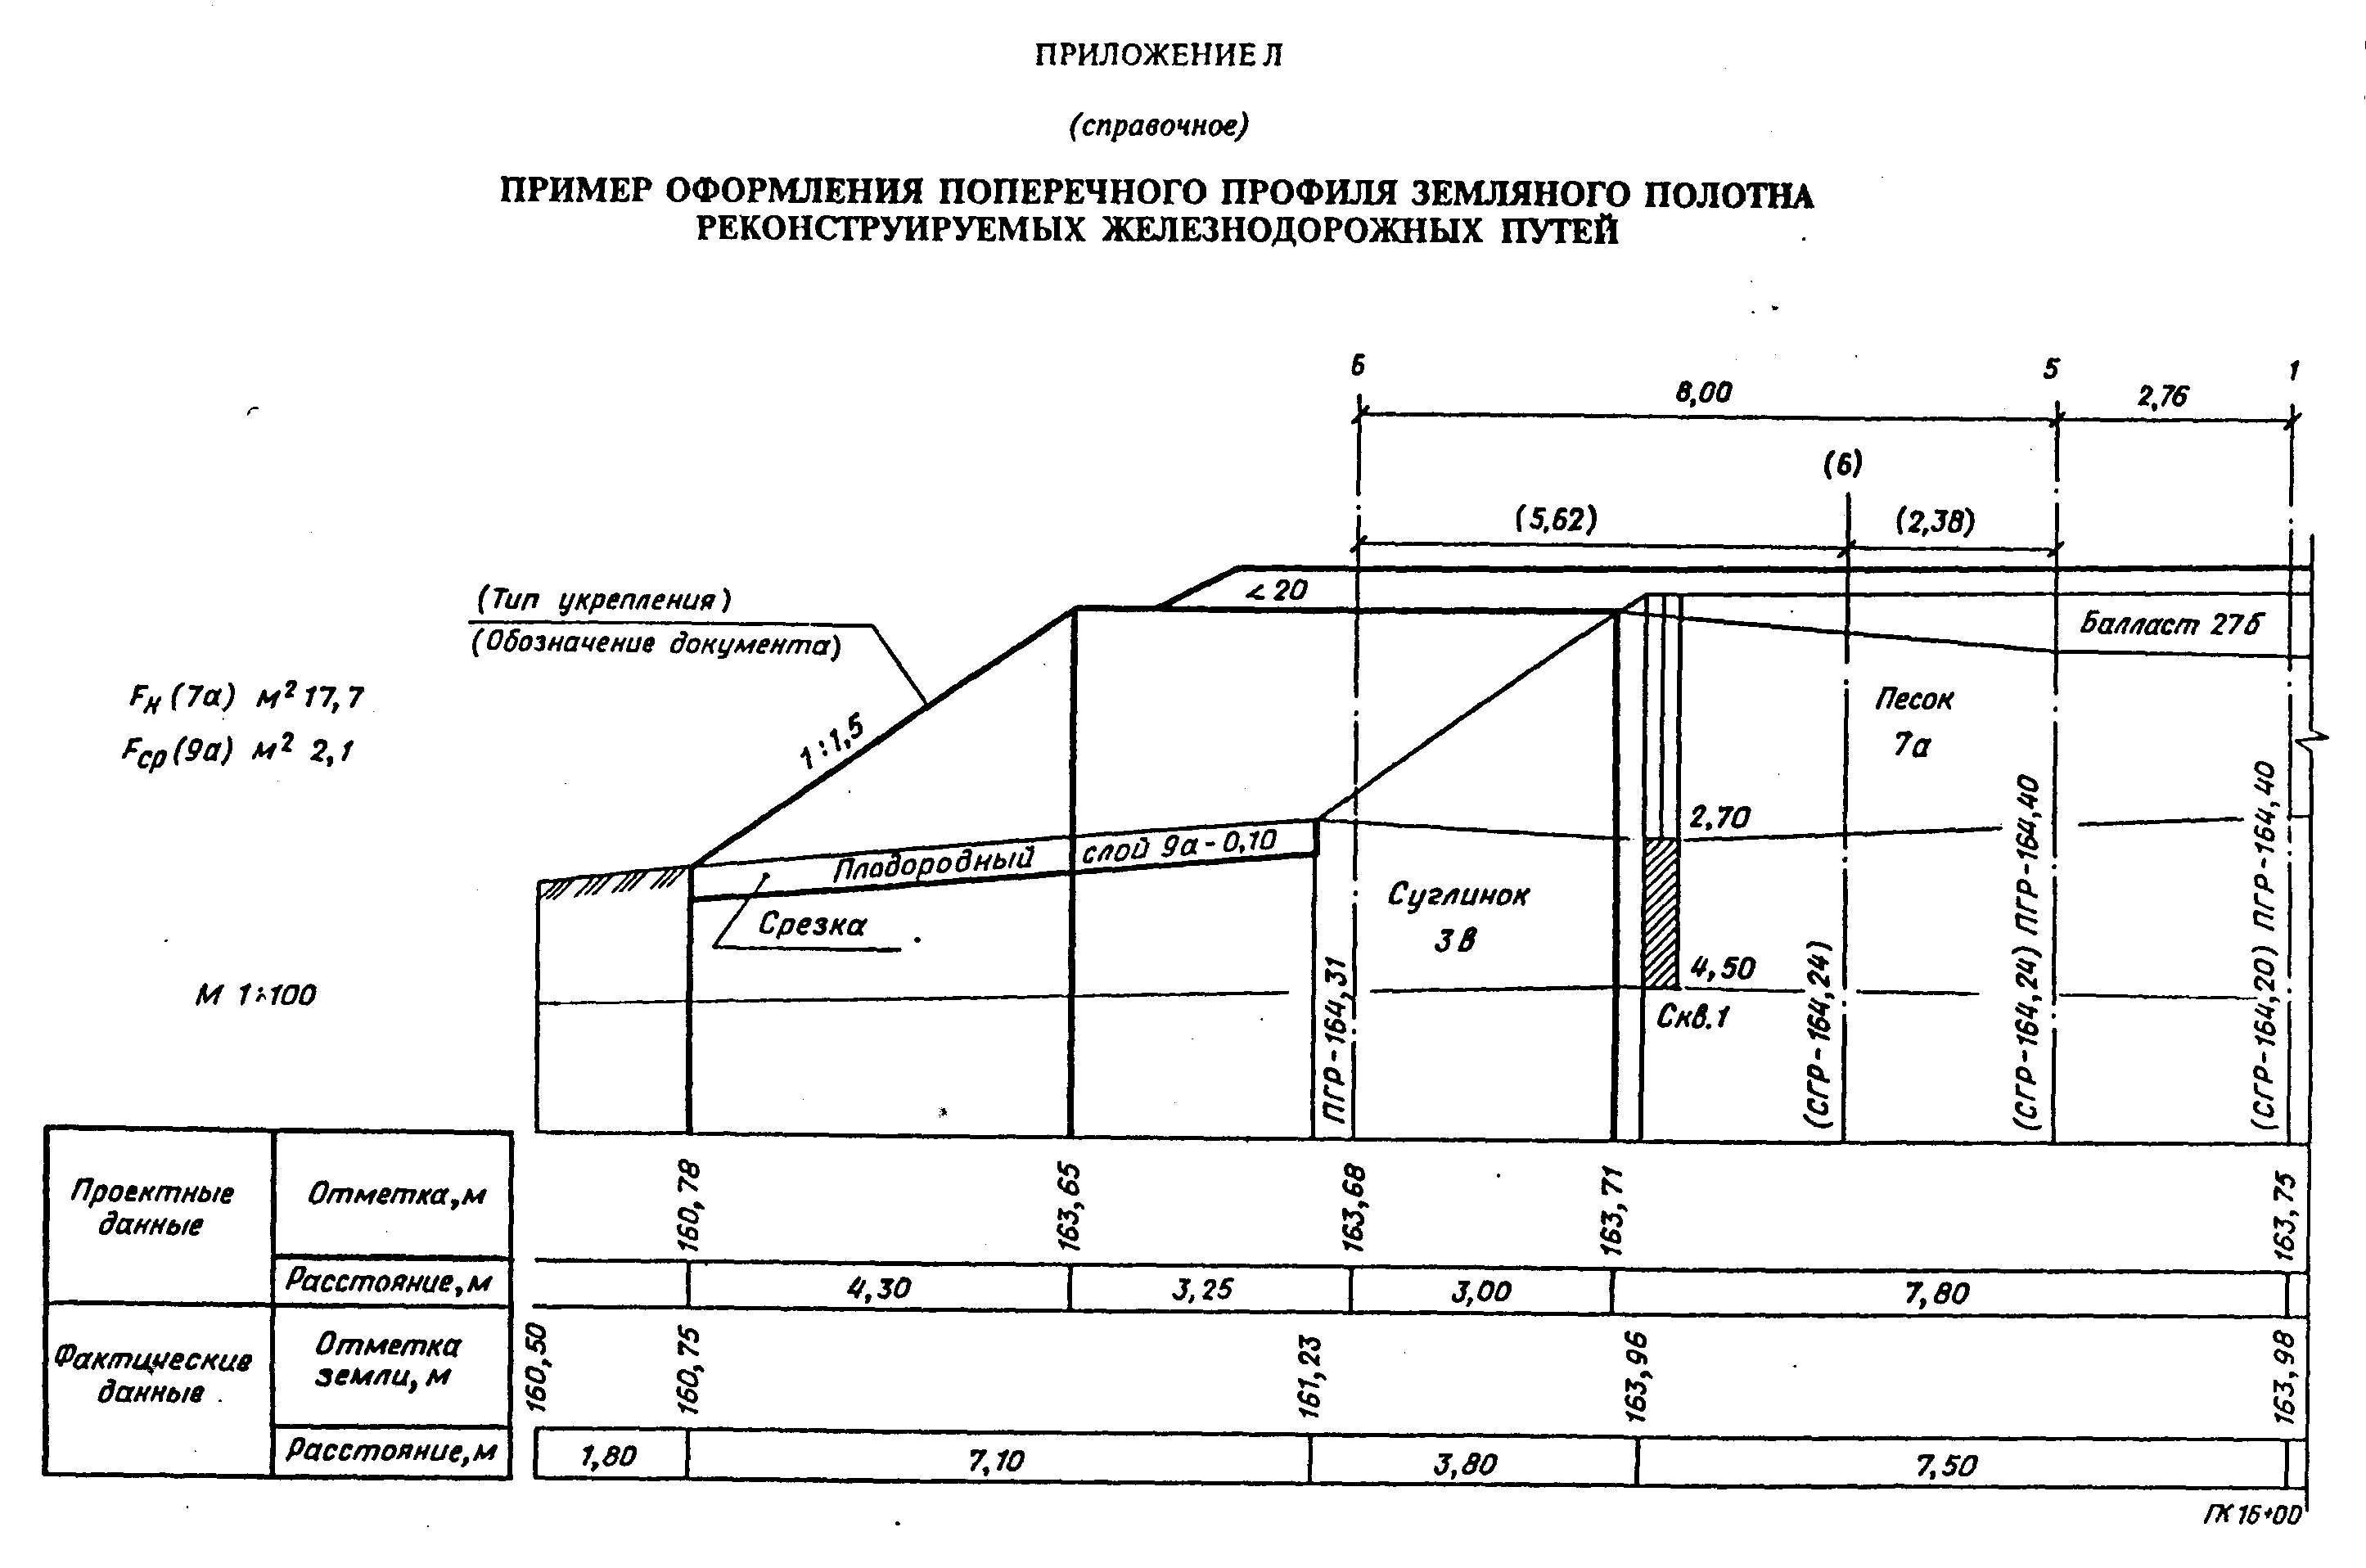 ПРИЛОЖЕНИЕ Л
(справочное)
ПРИМЕР ОФОРМЛЕНИЯ ПОПЕРЕЧНОГО ПРОФИЛЯ ЗЕМЛЯНОГО ПОЛОТНА
РЕКОНСТРУИРУЕМЫХ ЖЕЛЕЗНОДОРОЖНЫХ ПУТЕЙ
6
5
1
8,00
2,76
(6)
(5,62)
(2,38)
(Тип укрепления)
(Обозначение документа)
< 20
Балласт 27б
Fн (7а) м² 17,7
Fср (9а) м² 2,1
1:1,5
Песок
7а
2,70
Плодородный слой 9а-0,10
Срезка
Суглинок
3в
4,50
Скв.1
М 1:100
ПГР-164,31
(СГР-164,24)
(СГР-164,24) ПГР-164,40
(СГР-164,20) ПГР-164,40
Проектные
данные
Отметка, м
160,78
163,65
163,68
163,71
163,75
Расстояние, м
4,30
3,25
3,00
7,80
Фактические
данные
Отметка
земли, м
160,50
160,75
161,23
163,96
163,98
Расстояние, м
1,80
7,10
3,80
7,50
ПК 16+00